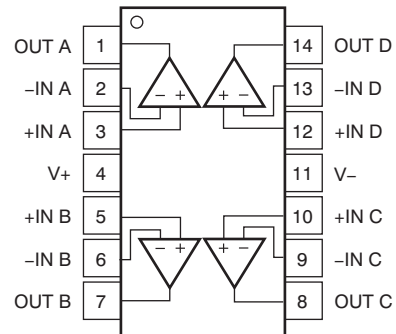 OUT A 1 14 OUT D
−IN A 2 13 −IN D
− + + −
+IN A 3 12 +IN D
V+ 4 11 V−
+IN B 5 10 +IN C
− + + −
−IN B 6 9 −IN C
OUT B 7 8 OUT C